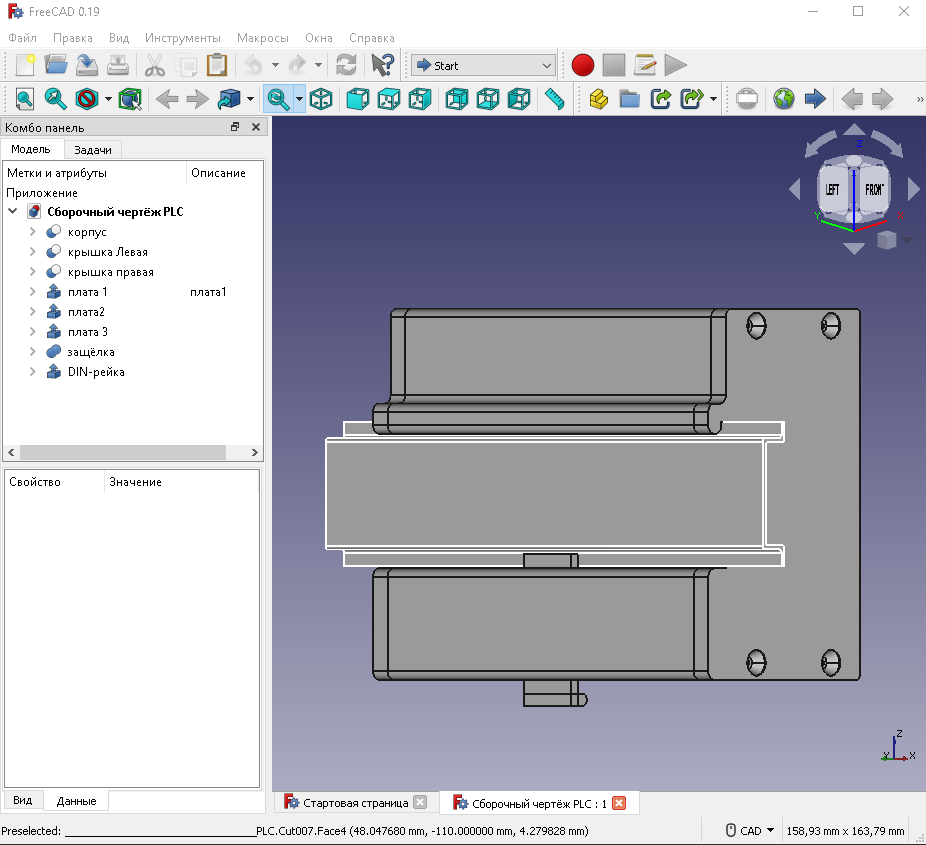 FreeCAD 0.19
Файл Правка Вид Инструменты Макросы Окна Справка
Start
Комбо панель
Модель Задачи
Метки и атрибуты Описание
Приложение
Сборочный чертёж PLC
корпус
крышка Левая
крышка правая
плата 1 плата1
плата2
плата 3
защёлка
DIN-рейка
Свойство Значение
Z
LEFT FRONT
Y
Z
Y X
Вид Данные
Стартовая страница Сборочный чертёж PLC : 1
Preselected: ______________________________PLC.Cut007.Face4 (48.047680 mm, -110.000000 mm, 4.279828 mm) CAD 158,93 mm x 163,79 mm